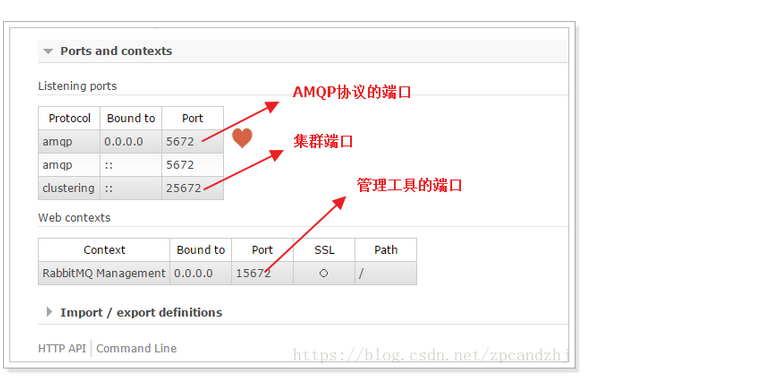 Ports and contexts
Listening ports
AMQP协议的端口
Protocol Bound to Port
amqp 0.0.0.0 5672
集群端口
amqp :: 5672
clustering :: 25672
管理工具的端口
Web contexts
Context Bound to Port SSL Path
RabbitMQ Management 0.0.0.0 15672 ○ /
Import / export definitions
HTTP API Command Line
https://blog.csdn.net/zpcandzhj